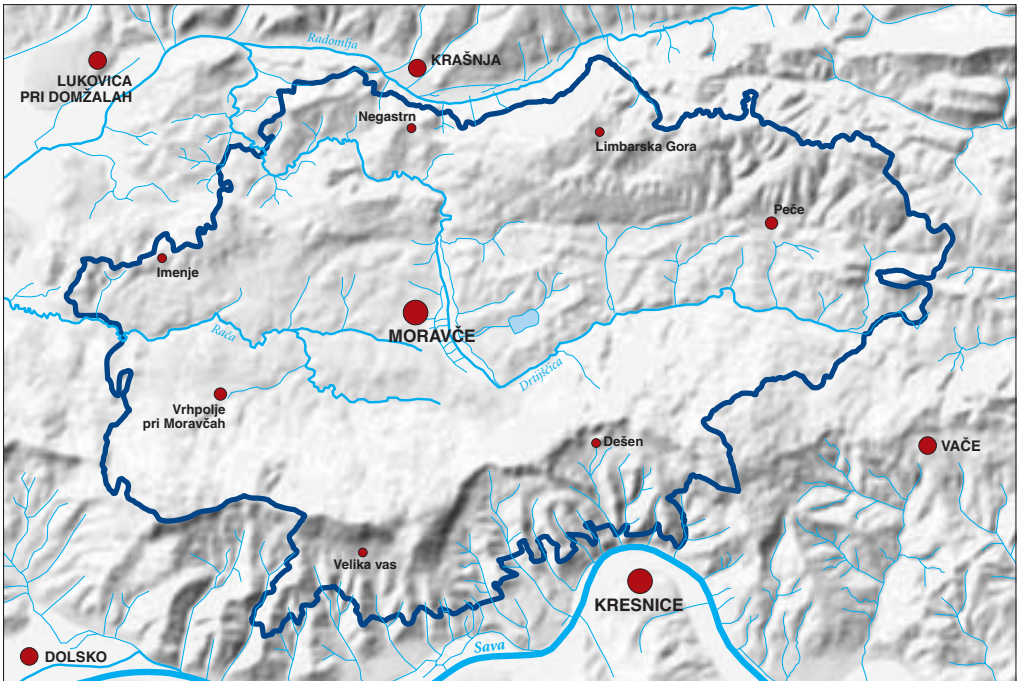 Radomlja
KRAŠNJA
LUKOVICA
PRI DOMŽALAH
Negastrn
Limbarska Gora
Peče
Imenje
Rača
MORAVČE
Drtijščica
Vrhpolje
pri Moravčah
Dešen
VAČE
Velika vas
KRESNICE
Sava
DOLSKO